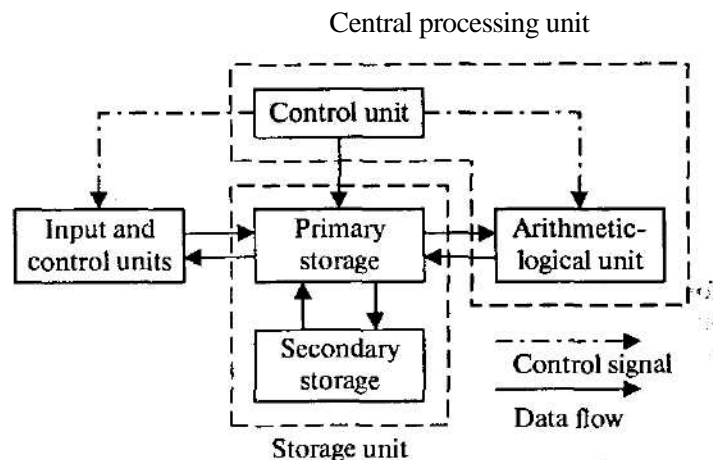 Central processing unit
Control unit
Input and
control units
Primary
storage
Arithmetic-
logical unit
Secondary
storage
Control signal
Data flow
Storage unit